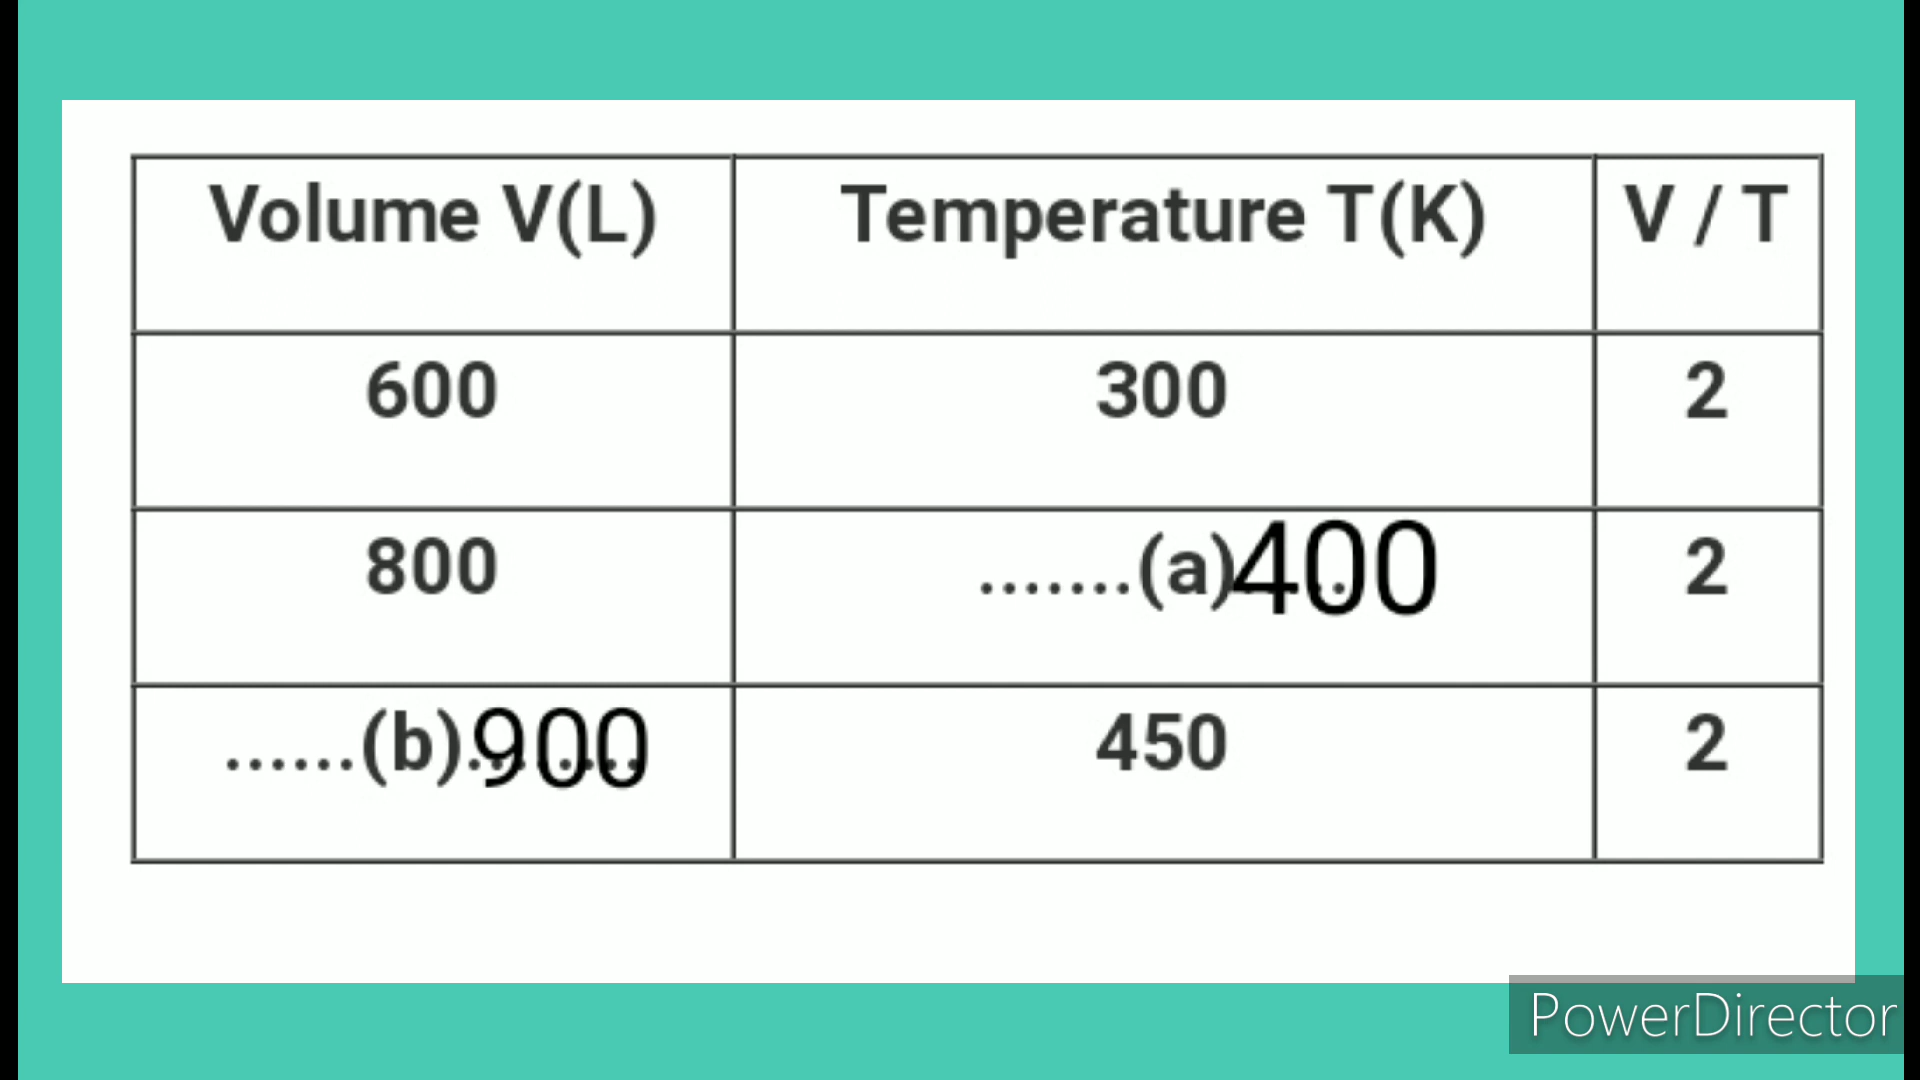 Volume V(L) Temperature T(K) V / T
600 300 2
800 .......(a)400 2
......(b)900 450 2
PowerDirector